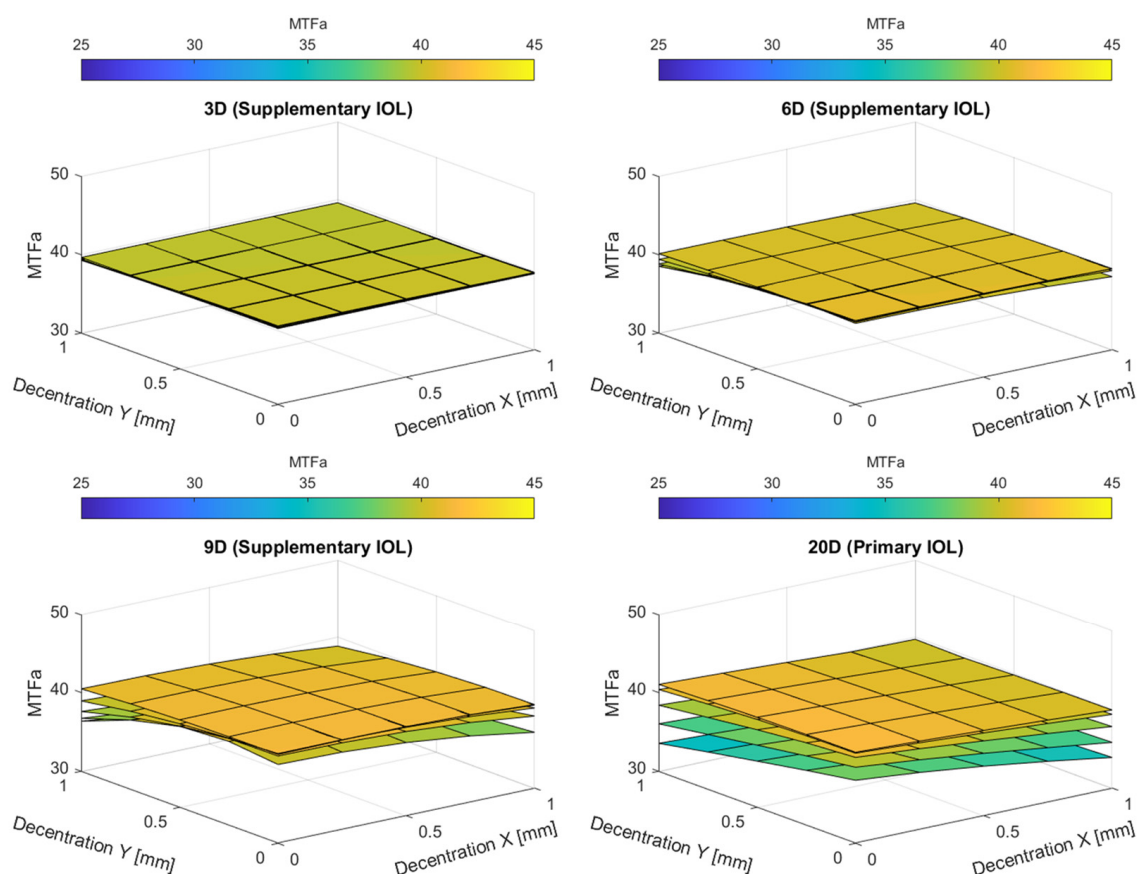 MTFa
25 30 35 40 45
3D (Supplementary IOL)
50
40
30
MTFa
1
0.5
0
Decentration Y [mm]
0
0.5
1
Decentration X [mm]
MTFa
25 30 35 40 45
6D (Supplementary IOL)
50
40
30
MTFa
1
0.5
0
Decentration Y [mm]
0
0.5
1
Decentration X [mm]
MTFa
25 30 35 40 45
9D (Supplementary IOL)
50
40
30
MTFa
1
0.5
0
Decentration Y [mm]
0
0.5
1
Decentration X [mm]
MTFa
25 30 35 40 45
20D (Primary IOL)
50
40
30
MTFa
1
0.5
0
Decentration Y [mm]
0
0.5
1
Decentration X [mm]